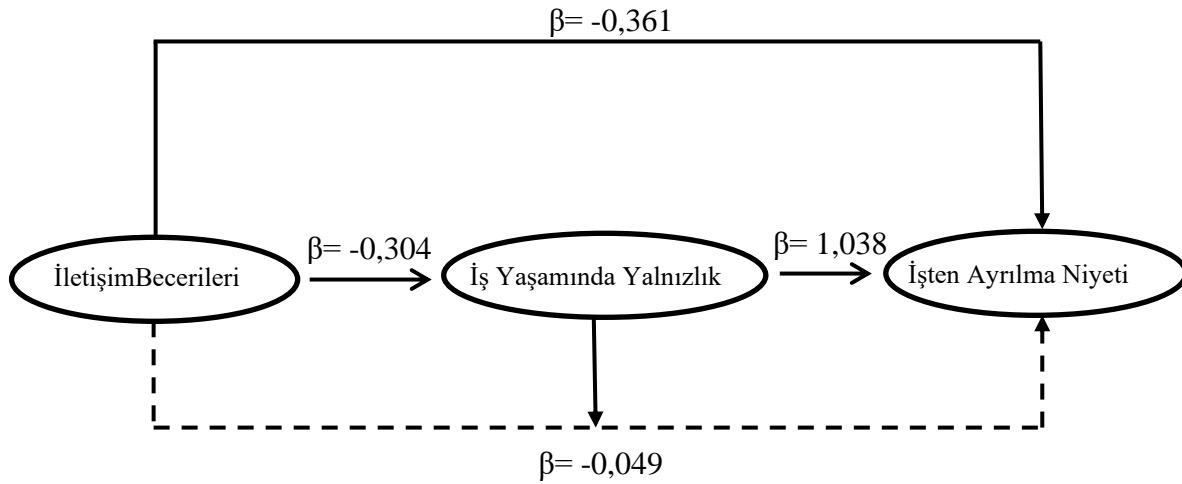 β= -0,361
İletişimBecerileri
β= -0,304
İş Yaşamında Yalnızlık
β= 1,038
İşten Ayrılma Niyeti
β= -0,049